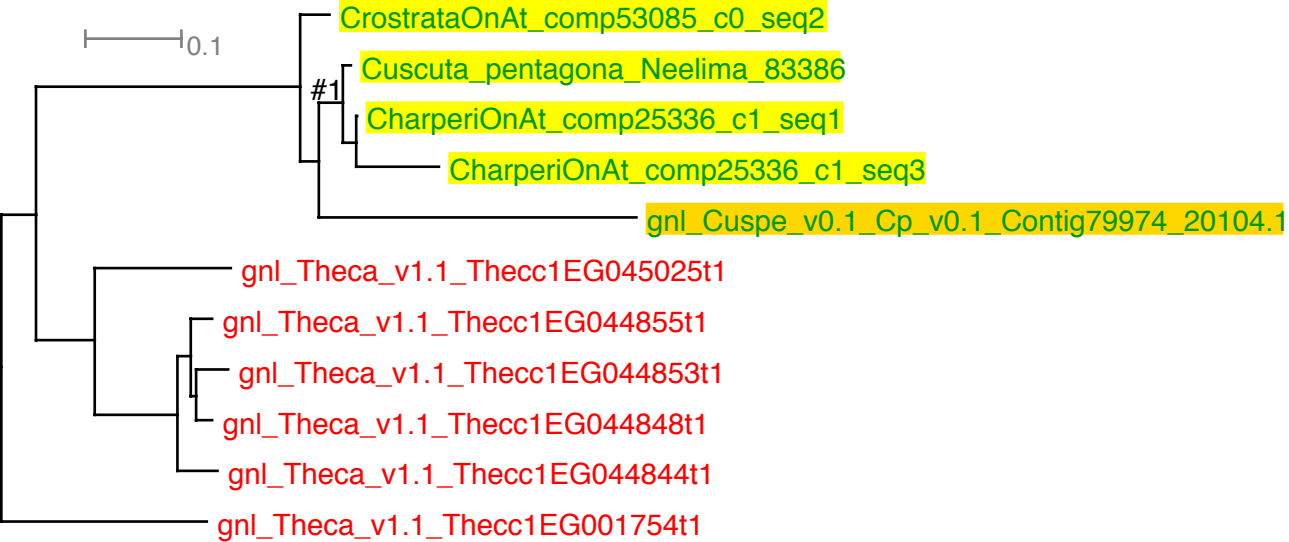 CrostrataOnAt_comp53085_c0_seq2
0.1
Cuscuta_pentagona_Neelima_83386
#1
CharperiOnAt_comp25336_c1_seq1
CharperiOnAt_comp25336_c1_seq3
gnl_Cuspe_v0.1_Cp_v0.1_Contig79974_20104.1
gnl_Theca_v1.1_Thecc1EG045025t1
gnl_Theca_v1.1_Thecc1EG044855t1
gnl_Theca_v1.1_Thecc1EG044853t1
gnl_Theca_v1.1_Thecc1EG044848t1
gnl_Theca_v1.1_Thecc1EG044844t1
gnl_Theca_v1.1_Thecc1EG001754t1